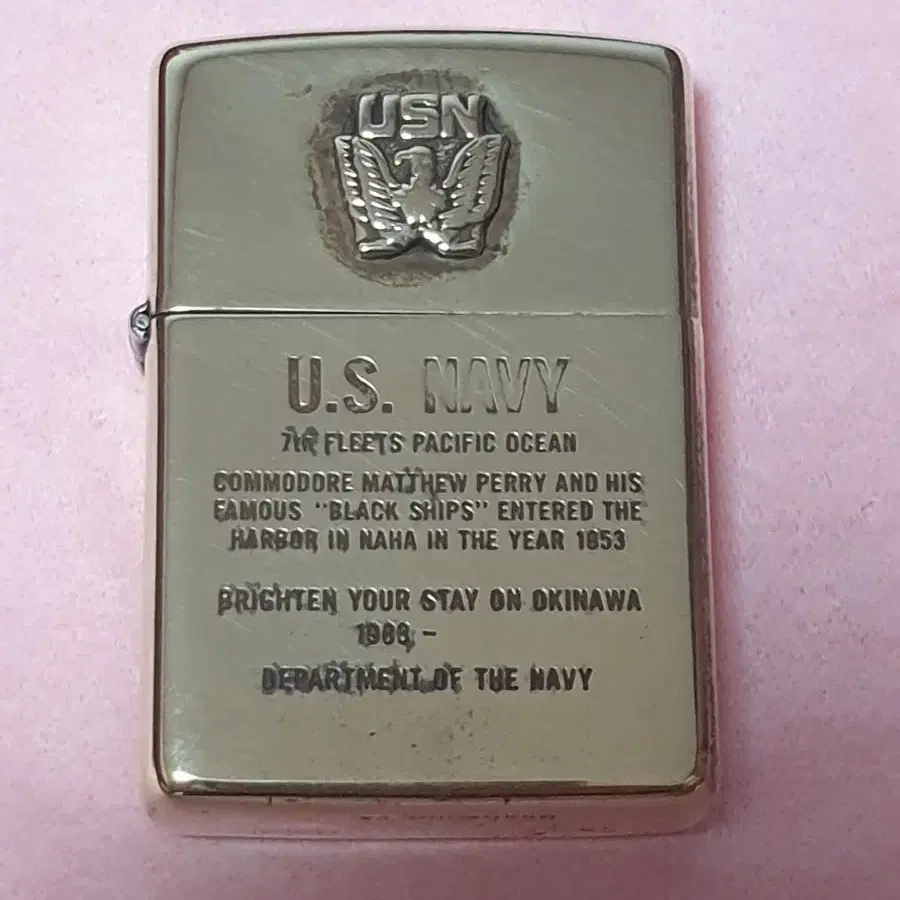 USN
U.S. NAVY
FLEETS PACIFIC OCEAN
COMMODORE MATTHEW PERRY AND HIS
FAMOUS "BLACK SHIPS" ENTERED THE
HARBOR IN NAHA IN THE YEAR 1853
BRIGHTEN YOUR STAY ON OKINAWA
DEPARTMENT OF THE NAVY